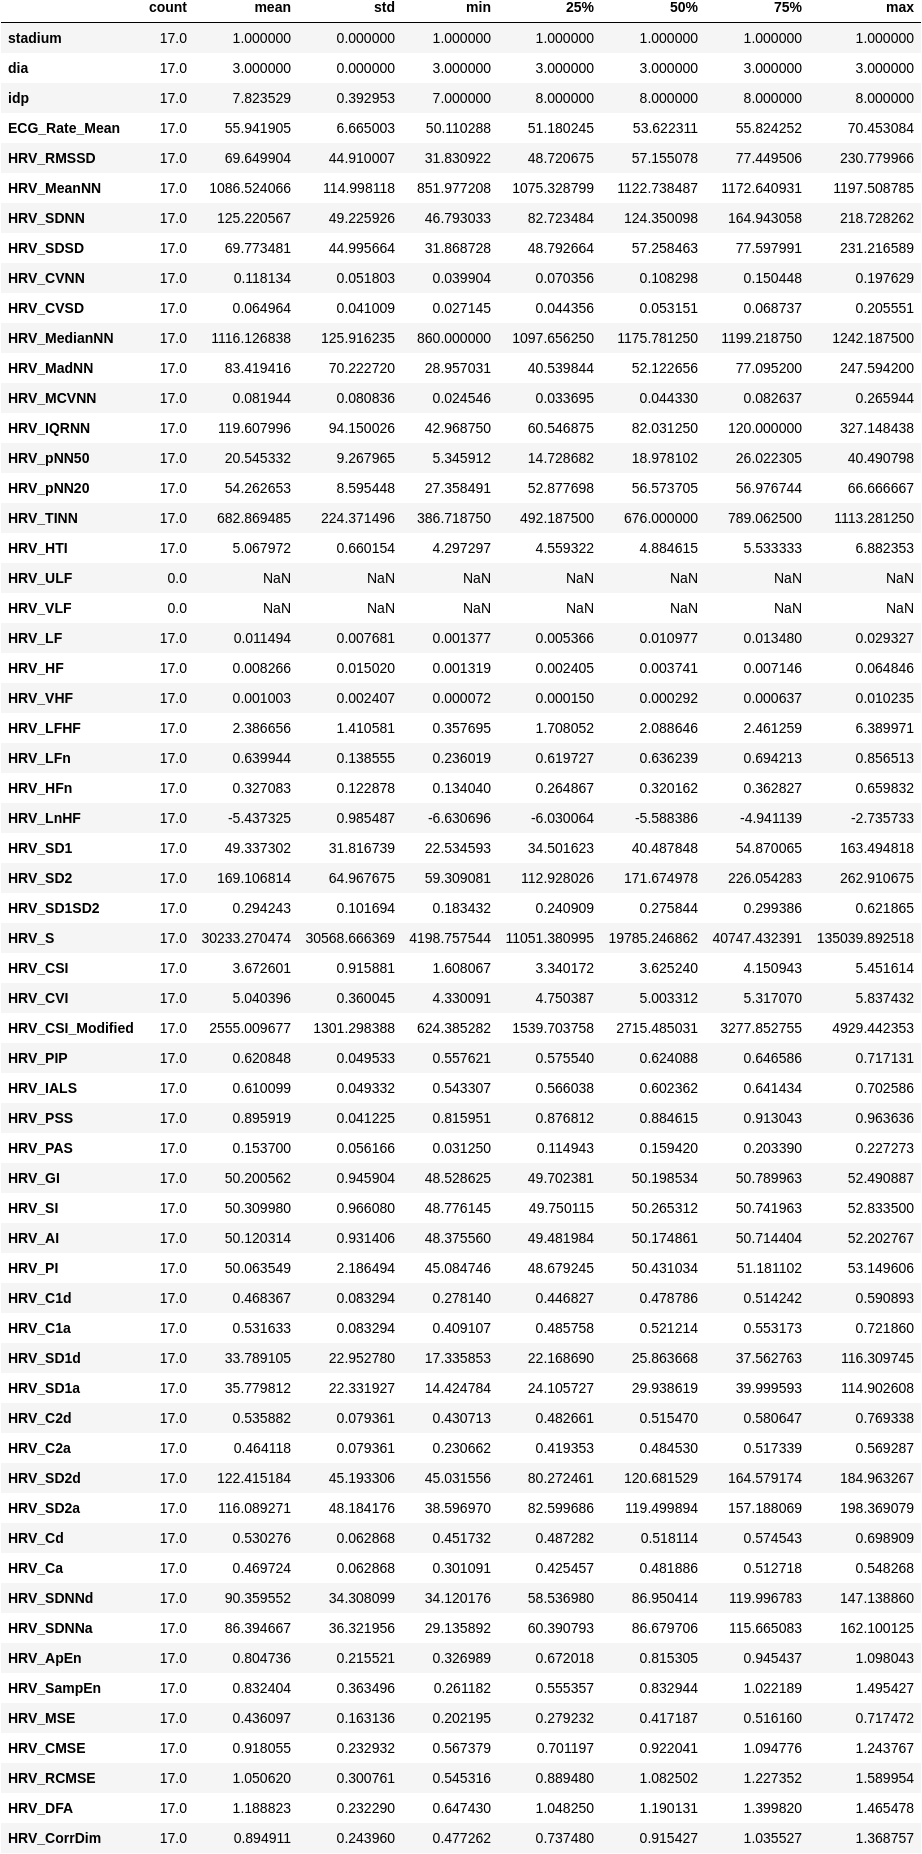 count mean std min 25% 50% 75% max
stadium 17.0 1.000000 0.000000 1.000000 1.000000 1.000000 1.000000 1.000000
dia 17.0 3.000000 0.000000 3.000000 3.000000 3.000000 3.000000 3.000000
idp 17.0 7.823529 0.392953 7.000000 8.000000 8.000000 8.000000 8.000000
ECG_Rate_Mean 17.0 55.941905 6.665003 50.110288 51.180245 53.622311 55.824252 70.453084
HRV_RMSSD 17.0 69.649904 44.910007 31.830922 48.720675 57.155078 77.449506 230.779966
HRV_MeanNN 17.0 1086.524066 114.998118 851.977208 1075.328799 1122.738487 1172.640931 1197.508785
HRV_SDNN 17.0 125.220567 49.225926 46.793033 82.723484 124.350098 164.943058 218.728262
HRV_SDSD 17.0 69.773481 44.995664 31.868728 48.792664 57.258463 77.597991 231.216589
HRV_CVNN 17.0 0.118134 0.051803 0.039904 0.070356 0.108298 0.150448 0.197629
HRV_CVSD 17.0 0.064964 0.041009 0.027145 0.044356 0.053151 0.068737 0.205551
HRV_MedianNN 17.0 1116.126838 125.916235 860.000000 1097.656250 1175.781250 1199.218750 1242.187500
HRV_MadNN 17.0 83.419416 70.222720 28.957031 40.539844 52.122656 77.095200 247.594200
HRV_MCVNN 17.0 0.081944 0.080836 0.024546 0.033695 0.044330 0.082637 0.265944
HRV_IQRNN 17.0 119.607996 94.150026 42.968750 60.546875 82.031250 120.000000 327.148438
HRV_pNN50 17.0 20.545332 9.267965 5.345912 14.728682 18.978102 26.022305 40.490798
HRV_pNN20 17.0 54.262653 8.595448 27.358491 52.877698 56.573705 56.976744 66.666667
HRV_TINN 17.0 682.869485 224.371496 386.718750 492.187500 676.000000 789.062500 1113.281250
HRV_HTI 17.0 5.067972 0.660154 4.297297 4.559322 4.884615 5.533333 6.882353
HRV_ULF 0.0 NaN NaN NaN NaN NaN NaN NaN
HRV_VLF 0.0 NaN NaN NaN NaN NaN NaN NaN
HRV_LF 17.0 0.011494 0.007681 0.001377 0.005366 0.010977 0.013480 0.029327
HRV_HF 17.0 0.008266 0.015020 0.001319 0.002405 0.003741 0.007146 0.064846
HRV_VHF 17.0 0.001003 0.002407 0.000072 0.000150 0.000292 0.000637 0.010235
HRV_LFHF 17.0 2.386656 1.410581 0.357695 1.708052 2.088646 2.461259 6.389971
HRV_LFn 17.0 0.639944 0.138555 0.236019 0.619727 0.636239 0.694213 0.856513
HRV_HFn 17.0 0.327083 0.122878 0.134040 0.264867 0.320162 0.362827 0.659832
HRV_LnHF 17.0 -5.437325 0.985487 -6.630696 -6.030064 -5.588386 -4.941139 -2.735733
HRV_SD1 17.0 49.337302 31.816739 22.534593 34.501623 40.487848 54.870065 163.494818
HRV_SD2 17.0 169.106814 64.967675 59.309081 112.928026 171.674978 226.054283 262.910675
HRV_SD1SD2 17.0 0.294243 0.101694 0.183432 0.240909 0.275844 0.299386 0.621865
HRV_S 17.0 30233.270474 30568.666369 4198.757544 11051.380995 19785.246862 40747.432391 135039.892518
HRV_CSI 17.0 3.672601 0.915881 1.608067 3.340172 3.625240 4.150943 5.451614
HRV_CVI 17.0 5.040396 0.360045 4.330091 4.750387 5.003312 5.317070 5.837432
HRV_CSI_Modified 17.0 2555.009677 1301.298388 624.385282 1539.703758 2715.485031 3277.852755 4929.442353
HRV_PIP 17.0 0.620848 0.049533 0.557621 0.575540 0.624088 0.646586 0.717131
HRV_IALS 17.0 0.610099 0.049332 0.543307 0.566038 0.602362 0.641434 0.702586
HRV_PSS 17.0 0.895919 0.041225 0.815951 0.876812 0.884615 0.913043 0.963636
HRV_PAS 17.0 0.153700 0.056166 0.031250 0.114943 0.159420 0.203390 0.227273
HRV_GI 17.0 50.200562 0.945904 48.528625 49.702381 50.198534 50.789963 52.490887
HRV_SI 17.0 50.309980 0.966080 48.776145 49.750115 50.265312 50.741963 52.833500
HRV_AI 17.0 50.120314 0.931406 48.375560 49.481984 50.174861 50.714404 52.202767
HRV_PI 17.0 50.063549 2.186494 45.084746 48.679245 50.431034 51.181102 53.149606
HRV_C1d 17.0 0.468367 0.083294 0.278140 0.446827 0.478786 0.514242 0.590893
HRV_C1a 17.0 0.531633 0.083294 0.409107 0.485758 0.521214 0.553173 0.721860
HRV_SD1d 17.0 33.789105 22.952780 17.335853 22.168690 25.863668 37.562763 116.309745
HRV_SD1a 17.0 35.779812 22.331927 14.424784 24.105727 29.938619 39.999593 114.902608
HRV_C2d 17.0 0.535882 0.079361 0.430713 0.482661 0.515470 0.580647 0.769338
HRV_C2a 17.0 0.464118 0.079361 0.230662 0.419353 0.484530 0.517339 0.569287
HRV_SD2d 17.0 122.415184 45.193306 45.031556 80.272461 120.681529 164.579174 184.963267
HRV_SD2a 17.0 116.089271 48.184176 38.596970 82.599686 119.499894 157.188069 198.369079
HRV_Cd 17.0 0.530276 0.062868 0.451732 0.487282 0.518114 0.574543 0.698909
HRV_Ca 17.0 0.469724 0.062868 0.301091 0.425457 0.481886 0.512718 0.548268
HRV_SDNNd 17.0 90.359552 34.308099 34.120176 58.536980 86.950414 119.996783 147.138860
HRV_SDNNa 17.0 86.394667 36.321956 29.135892 60.390793 86.679706 115.665083 162.100125
HRV_ApEn 17.0 0.804736 0.215521 0.326989 0.672018 0.815305 0.945437 1.098043
HRV_SampEn 17.0 0.832404 0.363496 0.261182 0.555357 0.832944 1.022189 1.495427
HRV_MSE 17.0 0.436097 0.163136 0.202195 0.279232 0.417187 0.516160 0.717472
HRV_CMSE 17.0 0.918055 0.232932 0.567379 0.701197 0.922041 1.094776 1.243767
HRV_RCMSE 17.0 1.050620 0.300761 0.545316 0.889480 1.082502 1.227352 1.589954
HRV_DFA 17.0 1.188823 0.232290 0.647430 1.048250 1.190131 1.399820 1.465478
HRV_CorrDim 17.0 0.894911 0.243960 0.477262 0.737480 0.915427 1.035527 1.368757